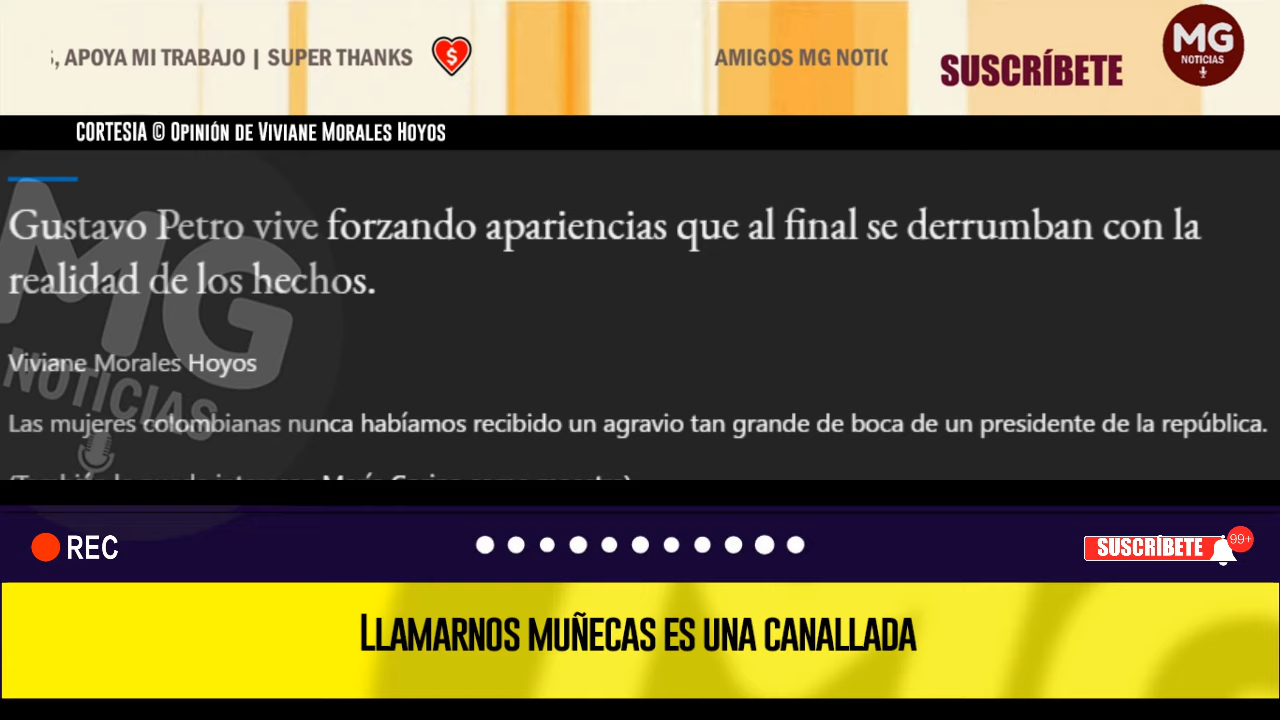 , APOYA MI TRABAJO | SUPER THANKS
AMIGOS MG NOTIC
SUSCRÍBETE
MG
NOTICIAS
CORTESIA © OPINIÓN DE VIVIANE MORALES HOYOS
Gustavo Petro vive forzando apariencias que al final se derrumban con la
realidad de los hechos.
MG
NOTICIAS
Viviane Morales Hoyos
Las mujeres colombianas nunca habíamos recibido un agravio tan grande de boca de un presidente de la república.
REC
SUSCRÍBETE
99+
LLAMARNOS MUÑECAS ES UNA CANALLADA